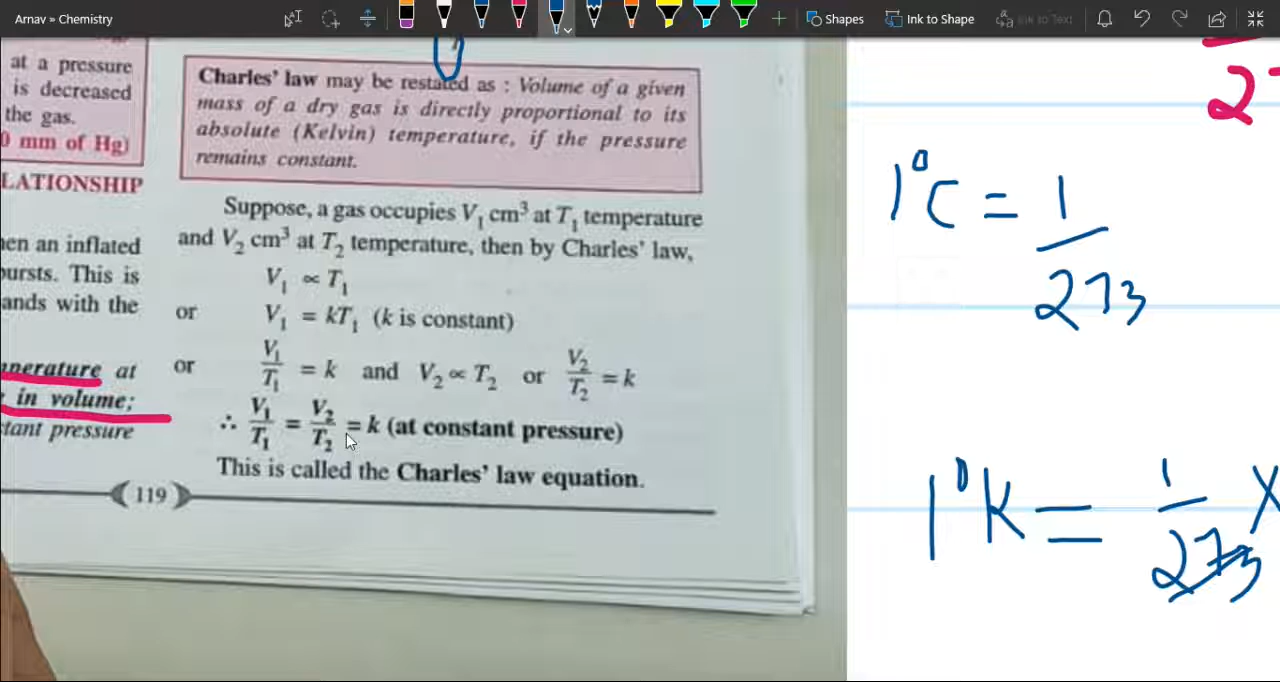 Arnav » Chemistry
Shapes
Ink to Shape
Ink to Text
at a pressure
is decreased
the gas.
0 mm of Hg)
LATIONSHIP
en an inflated
ursts. This is
ands with the
perature at
in volume;
tant pressure
Charles' law may be restated as : Volume of a given
mass of a dry gas is directly proportional to its
absolute (Kelvin) temperature, if the pressure
remains constant.
Suppose, a gas occupies V₁ cm³ at T₁ temperature
and V₂ cm³ at T₂ temperature, then by Charles' law,
V₁ ∝ T₁
or V₁ = kT₁ (k is constant)
or V₁/T₁ = k and V₂ ∝ T₂ or V₂/T₂ = k
∴ V₁/T₁ = V₂/T₂ = k (at constant pressure)
This is called the Charles' law equation.
119
2
1°C = 1/273
1°K = 1/273 X